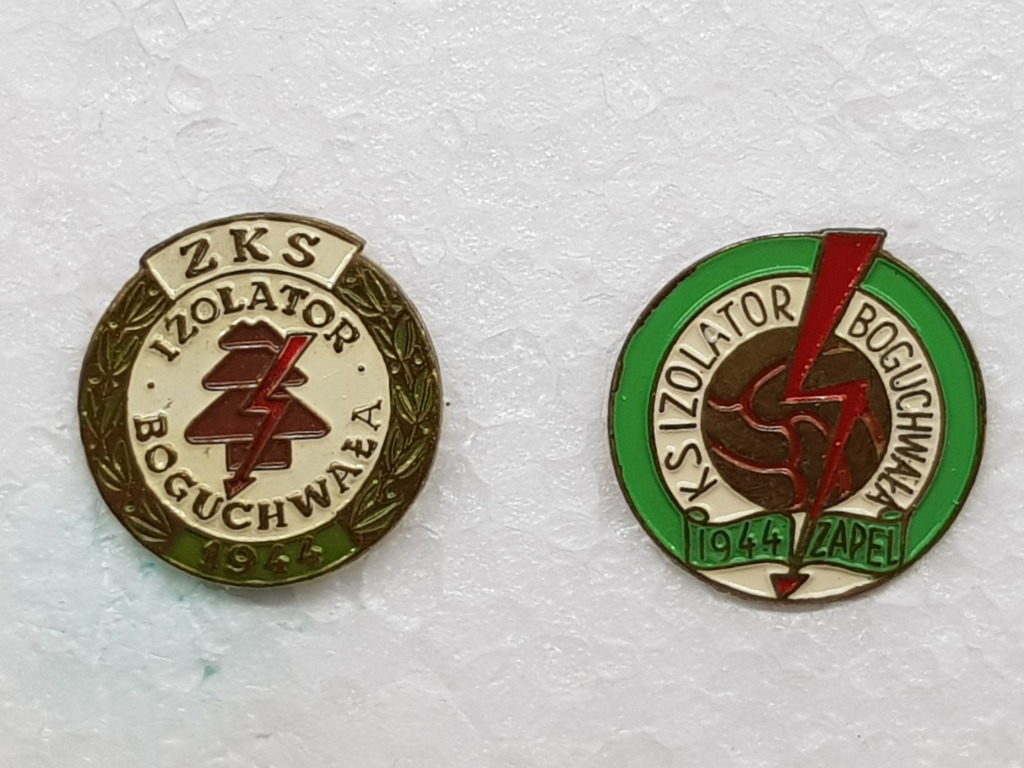 ZKS
IZOLATOR
BOGUCHWAŁA
1944
KS IZOLATOR BOGUCHWAŁA
1944 ZAPEL